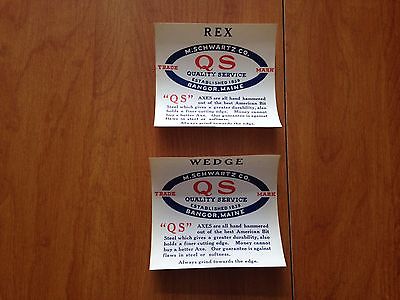 REX
M. SCHWARTZ CO.
TRADE QS MARK
QUALITY SERVICE
ESTABLISHED 1838
BANGOR, MAINE
"QS" AXES are all hand hammered
out of the best American Bit
Steel which gives a greater durability, also
holds a finer cutting edge. Money cannot
buy a better Axe. Our guarantee is against
flaws in steel or softness.
Always grind towards the edge.
WEDGE
M. SCHWARTZ CO.
TRADE QS MARK
QUALITY SERVICE
ESTABLISHED 1838
BANGOR, MAINE
"QS" AXES are all hand hammered
out of the best American Bit
Steel which gives a greater durability, also
holds a finer cutting edge. Money cannot
buy a better Axe. Our guarantee is against
flaws in steel or softness.
Always grind towards the edge.